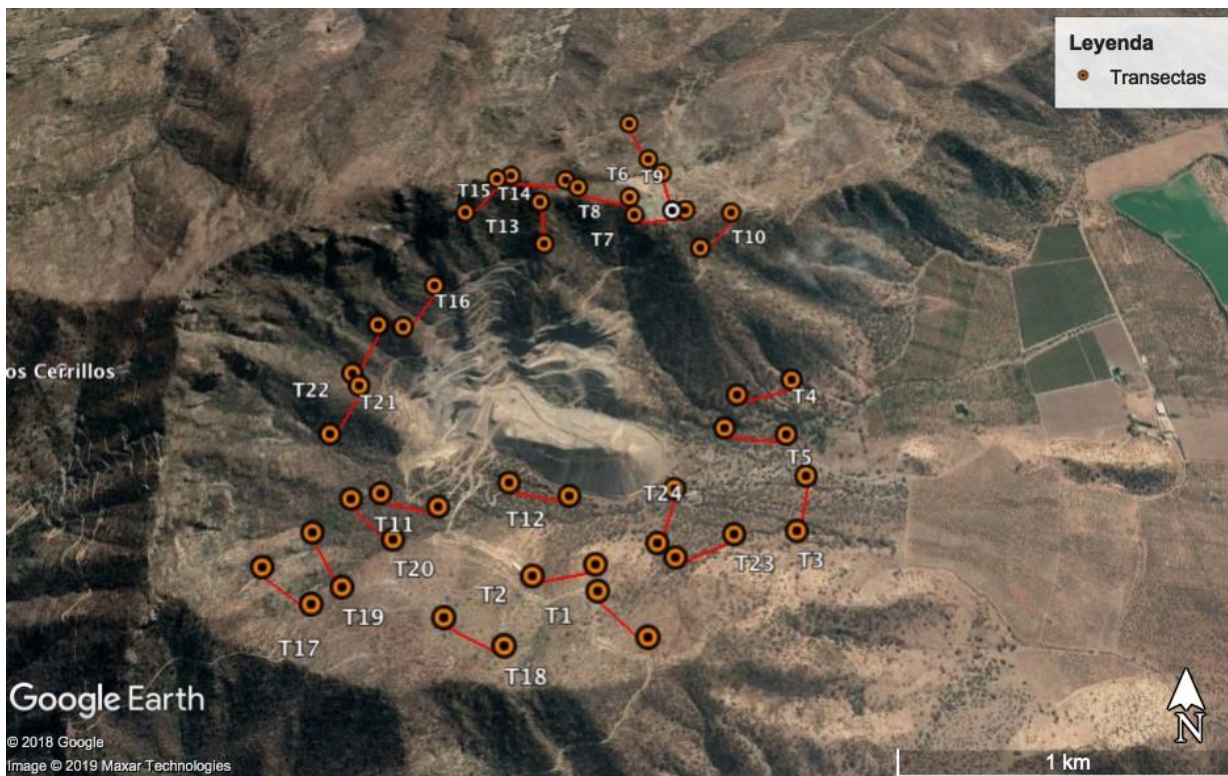 Leyenda
Transectas
T6
T9
T15
T14
T13
T8
T7
T10
T16
os Cerrillos
T22
T21
T4
T5
T24
T11
T12
T20
T23
T3
T2
T1
T19
T17
T18
Google Earth
© 2018 Google
Image © 2019 Maxar Technologies
N
1 km